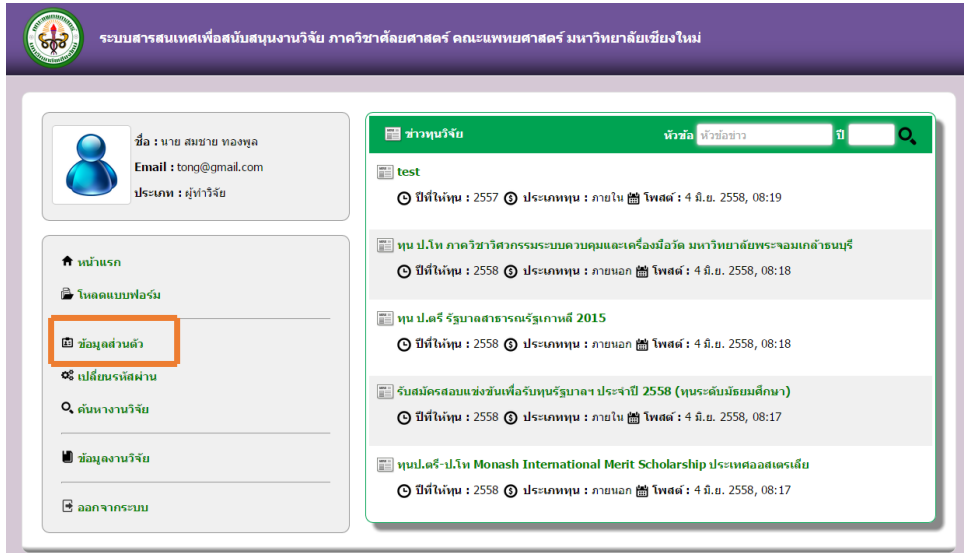 ระบบสารสนเทศเพื่อสนับสนุนงานวิจัย ภาควิชาศัลยศาสตร์ คณะแพทยศาสตร์ มหาวิทยาลัยเชียงใหม่
ชื่อ : นาย สมชาย ทองพูล
Email : tong@gmail.com
ประเภท : ผู้ทำวิจัย
หน้าแรก
โหลดแบบฟอร์ม
ข้อมูลส่วนตัว
เปลี่ยนรหัสผ่าน
ค้นหางานวิจัย
ข้อมูลงานวิจัย
ออกจากระบบ
ข่าวทุนวิจัย หัวข้อ หัวข้อข่าว ปี
test
ปีที่ให้ทุน : 2557 ประเภททุน : ภายใน โพสต์ : 4 มิ.ย. 2558, 08:19
ทุน ป.โท ภาควิชาวิศวกรรมระบบควบคุมและเครื่องมือวัด มหาวิทยาลัยพระจอมเกล้าธนบุรี
ปีที่ให้ทุน : 2558 ประเภททุน : ภายนอก โพสต์ : 4 มิ.ย. 2558, 08:18
ทุน ป.ตรี รัฐบาลสาธารณรัฐเกาหลี 2015
ปีที่ให้ทุน : 2558 ประเภททุน : ภายนอก โพสต์ : 4 มิ.ย. 2558, 08:18
รับสมัครสอบแข่งขันเพื่อรับทุนรัฐบาลฯ ประจำปี 2558 (ทุนระดับมัธยมศึกษา)
ปีที่ให้ทุน : 2558 ประเภททุน : ภายใน โพสต์ : 4 มิ.ย. 2558, 08:17
ทุนป.ตรี-ป.โท Monash International Merit Scholarship ประเทศออสเตรเลีย
ปีที่ให้ทุน : 2558 ประเภททุน : ภายนอก โพสต์ : 4 มิ.ย. 2558, 08:17